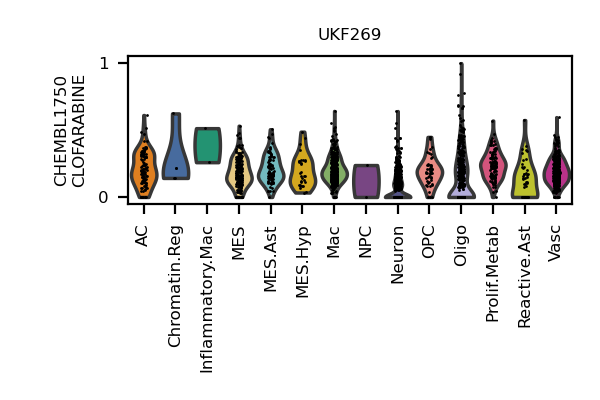 UKF269
CHEMBL1750
CLOFARABINE
1
0
AC
Chromatin.Reg
Inflammatory.Mac
MES
MES.Ast
MES.Hyp
Mac
NPC
Neuron
OPC
Oligo
Prolif.Metab
Reactive.Ast
Vasc